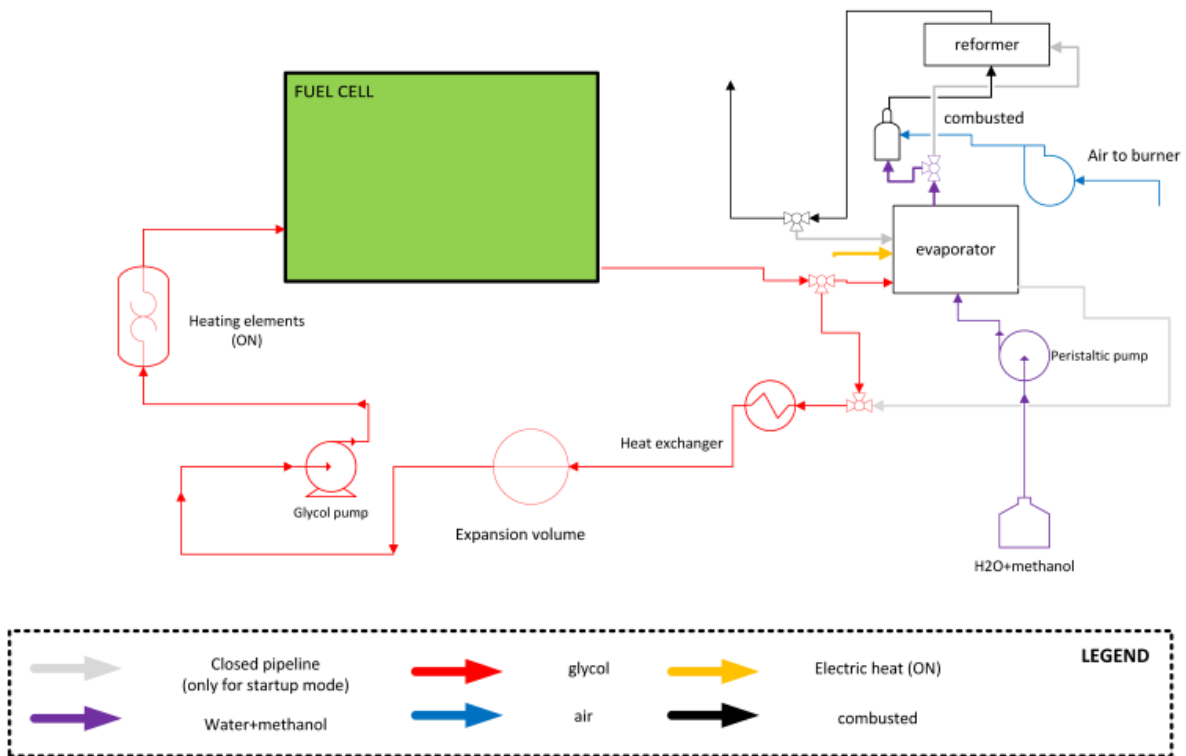 reformer
FUEL CELL
combusted
Air to burner
evaporator
Heating elements
(ON)
Peristaltic pump
Heat exchanger
Glycol pump
Expansion volume
H2O+methanol
LEGEND
Closed pipeline
(only for startup mode)
glycol
Electric heat (ON)
Water+methanol
air
combusted